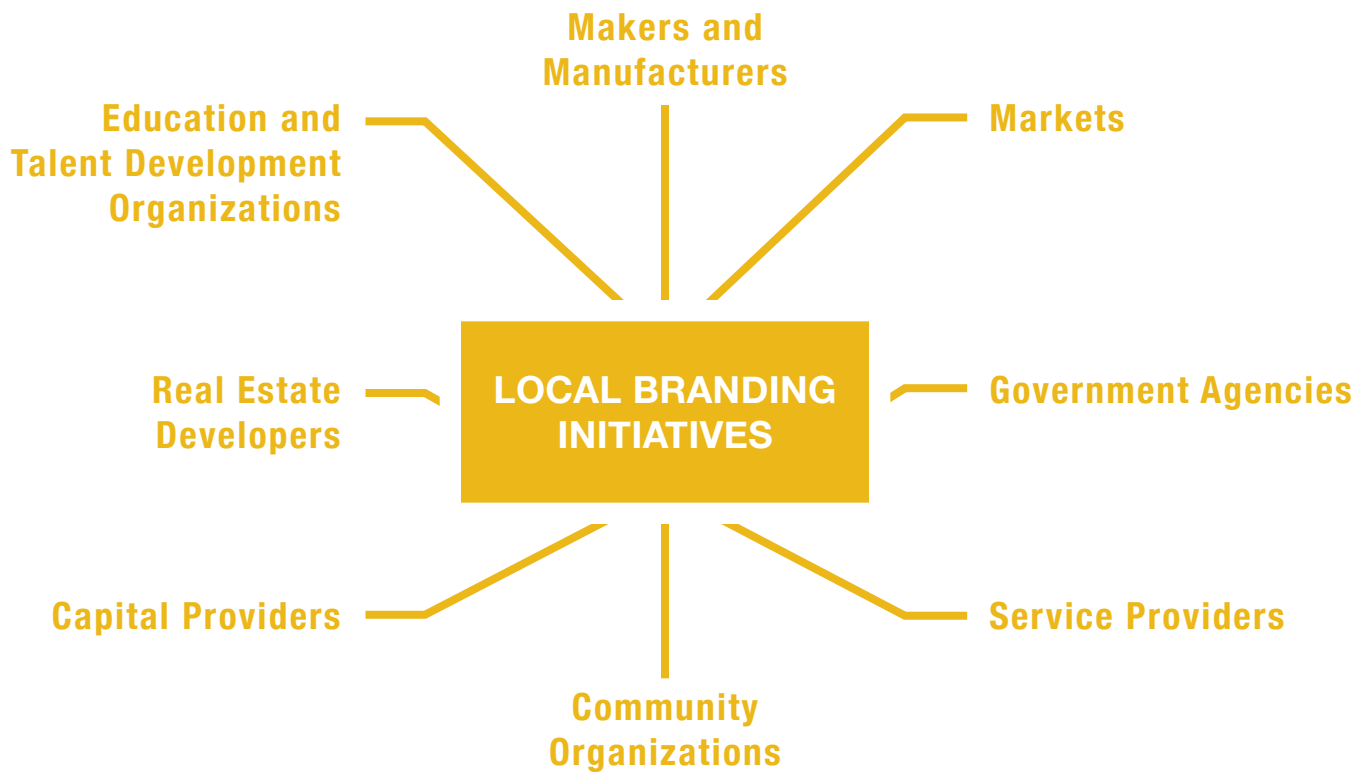 Makers and
Manufacturers
Education and
Talent Development
Organizations
Markets
Real Estate
Developers
LOCAL BRANDING
INITIATIVES
Government Agencies
Capital Providers
Service Providers
Community
Organizations